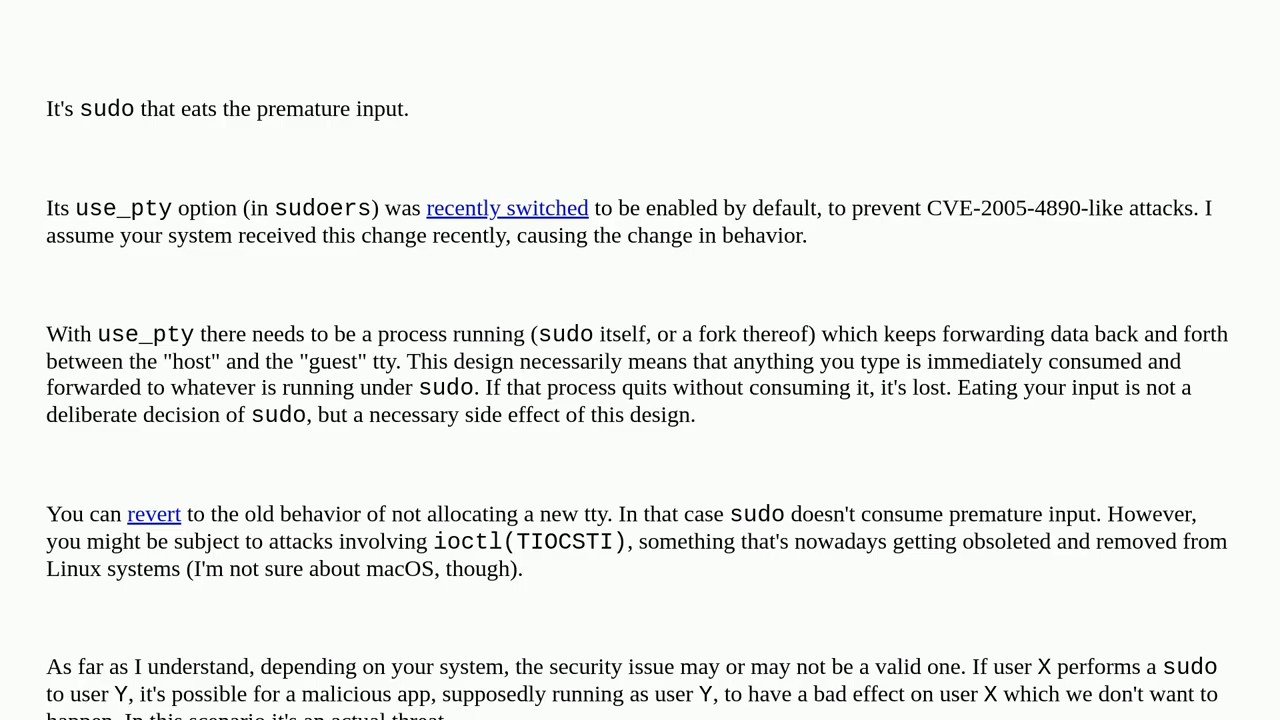 It's sudo that eats the premature input.
Its use_pty option (in sudoers) was recently switched to be enabled by default, to prevent CVE-2005-4890-like attacks. I
assume your system received this change recently, causing the change in behavior.
With use_pty there needs to be a process running (sudo itself, or a fork thereof) which keeps forwarding data back and forth
between the "host" and the "guest" tty. This design necessarily means that anything you type is immediately consumed and
forwarded to whatever is running under sudo. If that process quits without consuming it, it's lost. Eating your input is not a
deliberate decision of sudo, but a necessary side effect of this design.
You can revert to the old behavior of not allocating a new tty. In that case sudo doesn't consume premature input. However,
you might be subject to attacks involving ioctl(TIOCSTI), something that's nowadays getting obsoleted and removed from
Linux systems (I'm not sure about macOS, though).
As far as I understand, depending on your system, the security issue may or may not be a valid one. If user X performs a sudo
to user Y, it's possible for a malicious app, supposedly running as user Y, to have a bad effect on user X which we don't want to
happen. In this scenario it's an actual threat.